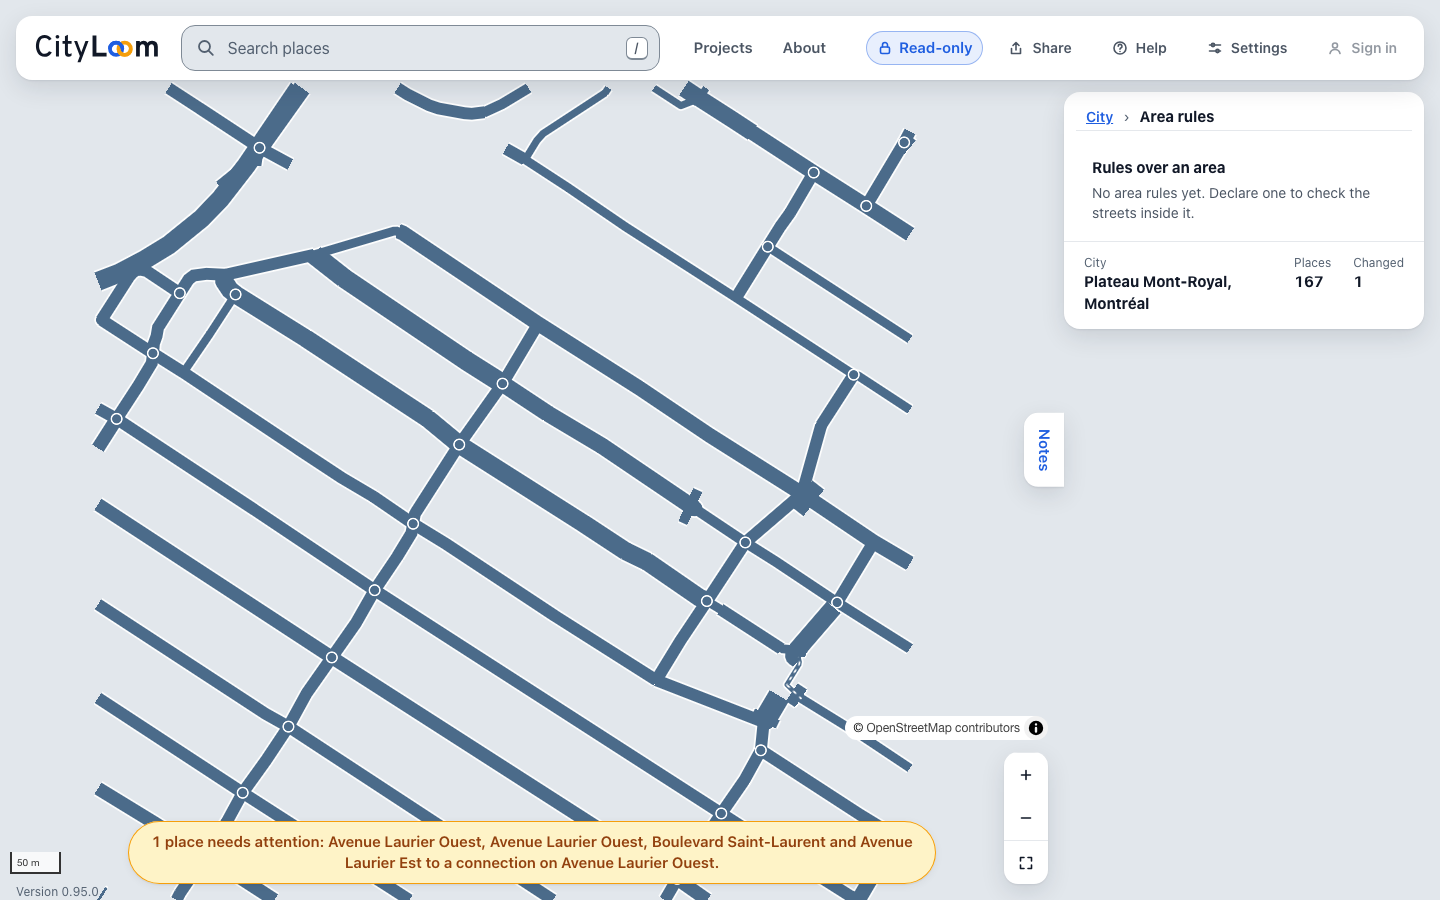 CityLoom
Search places
/
Projects
About
Read-only
Share
Help
Settings
Sign in
City › Area rules
Rules over an area
No area rules yet. Declare one to check the
streets inside it.
City
Plateau Mont-Royal,
Montréal
Places
167
Changed
1
Notes
© OpenStreetMap contributors
+
−
1 place needs attention: Avenue Laurier Ouest, Avenue Laurier Ouest, Boulevard Saint-Laurent and Avenue
Laurier Est to a connection on Avenue Laurier Ouest.
50 m
Version 0.95.0